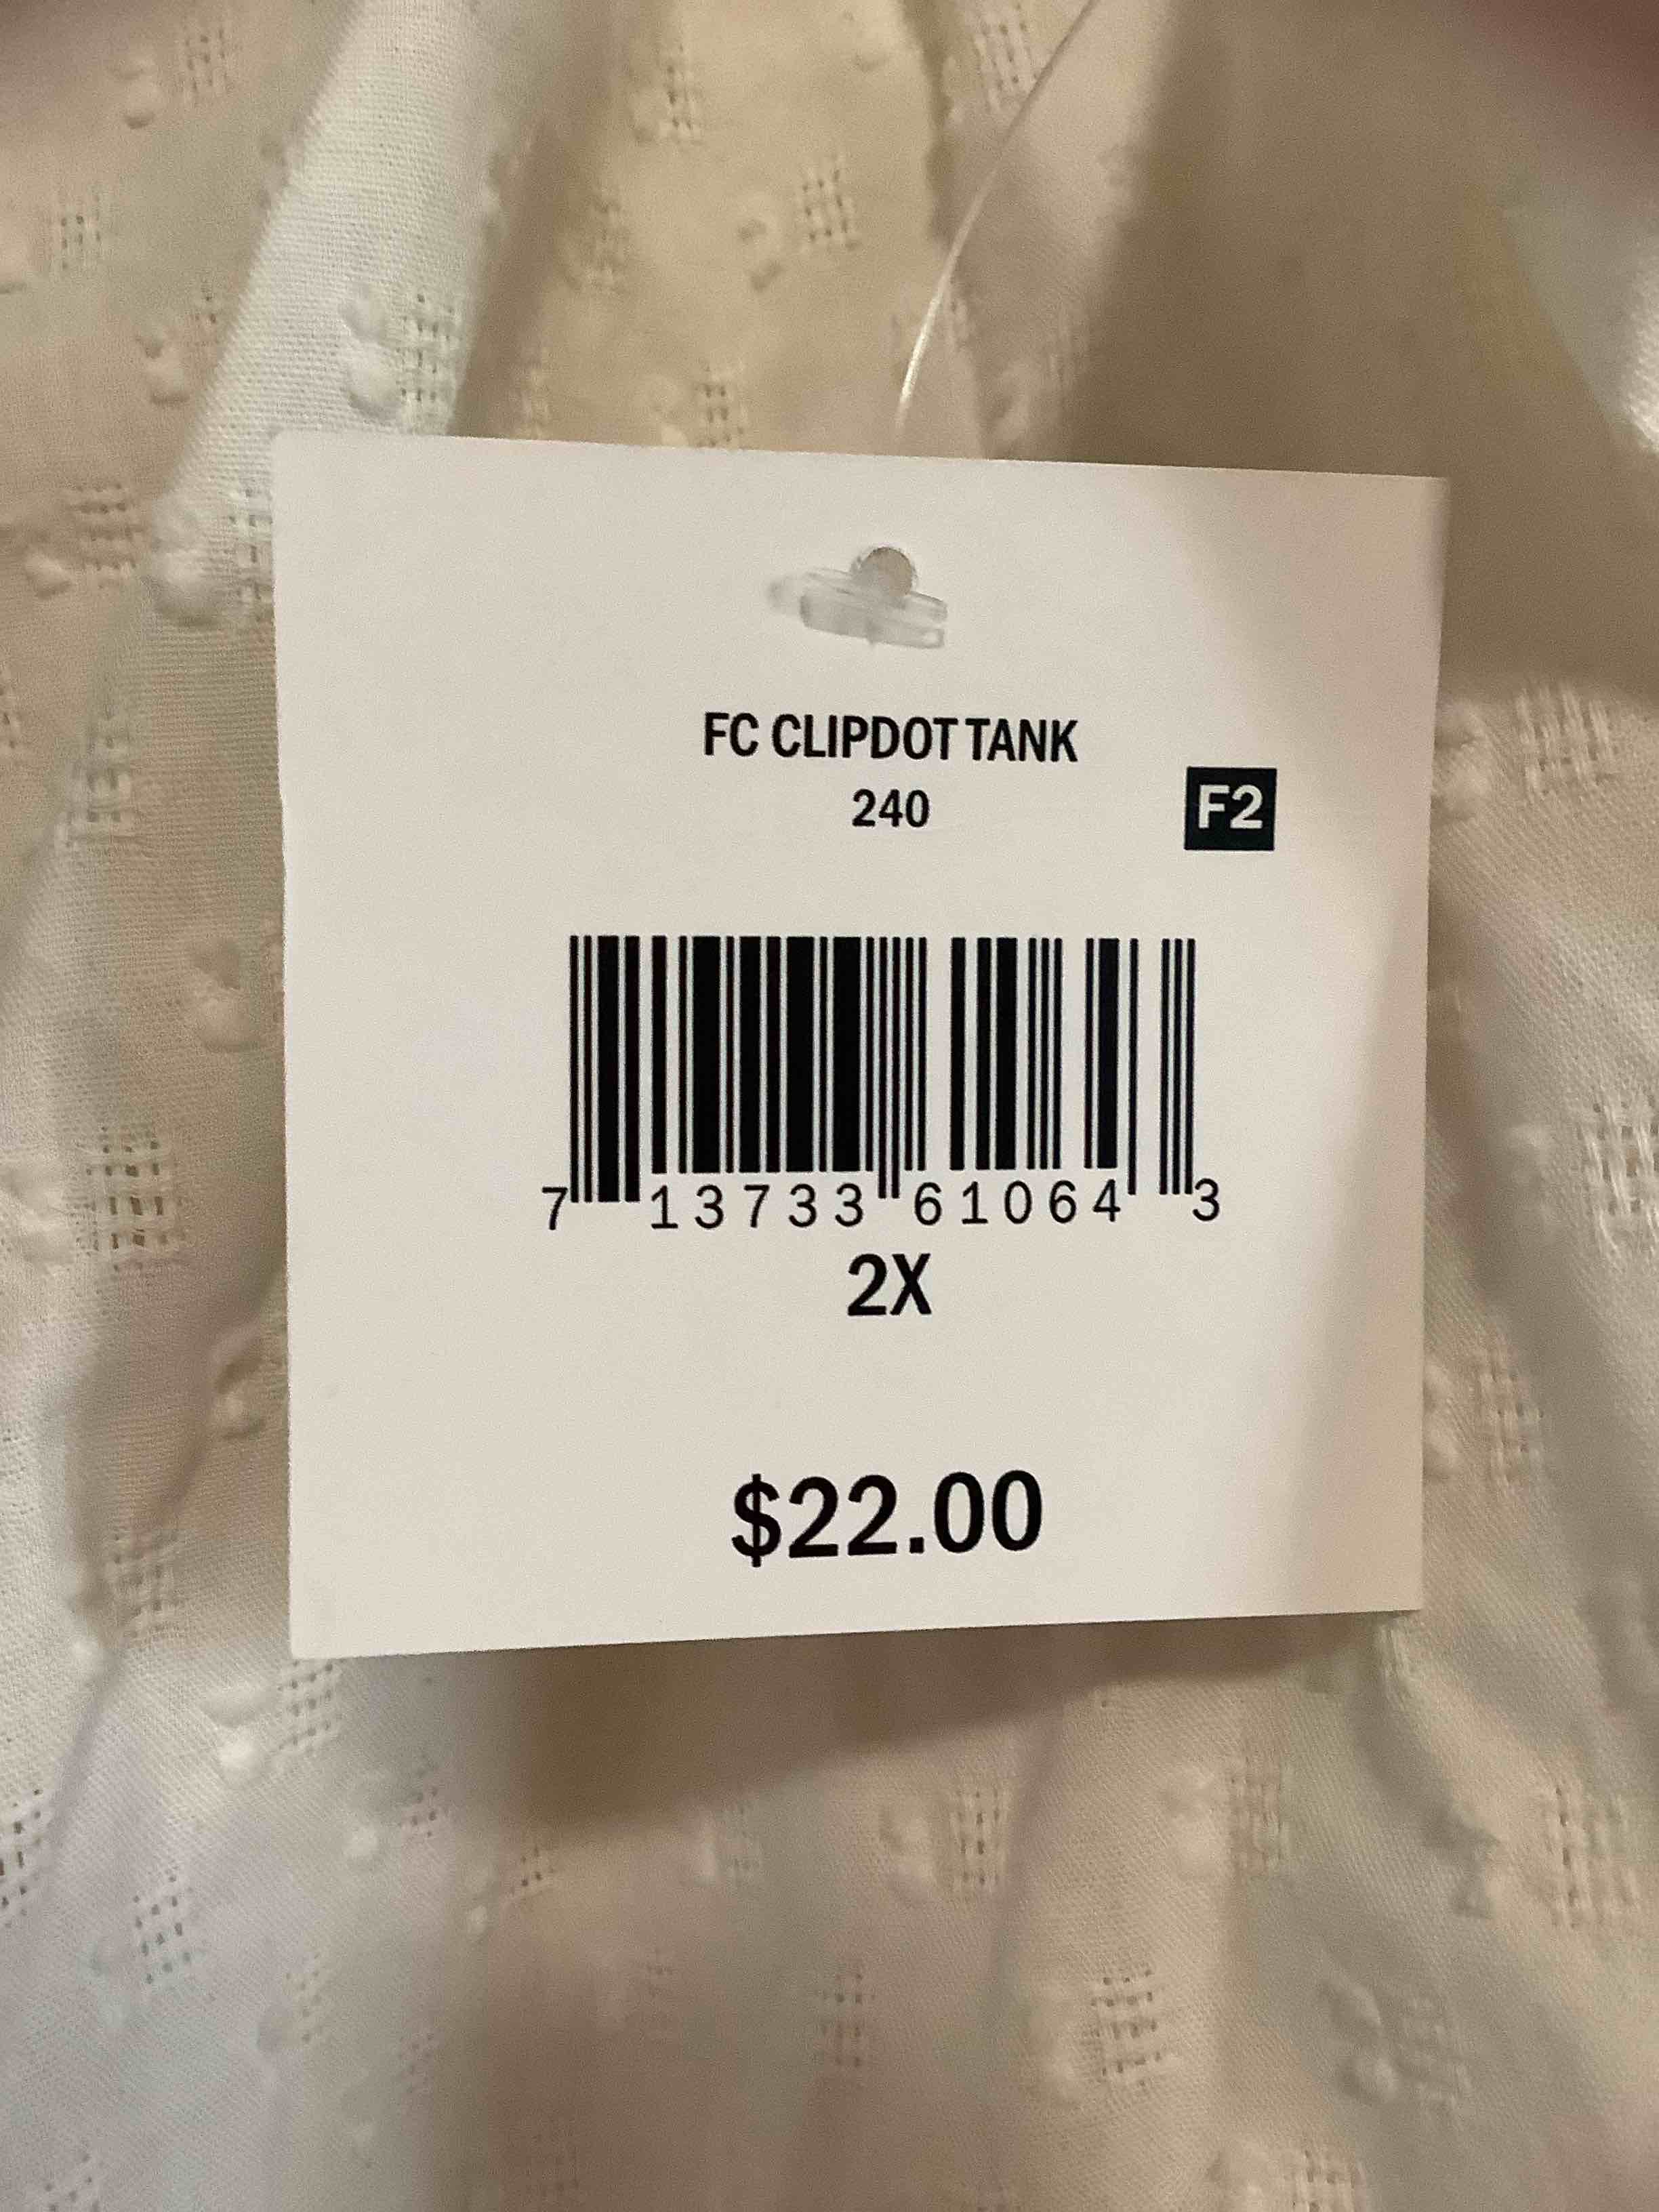 FC CLIPDOT TANK
240
F2
7 13733 61064 3
2X
$22.00